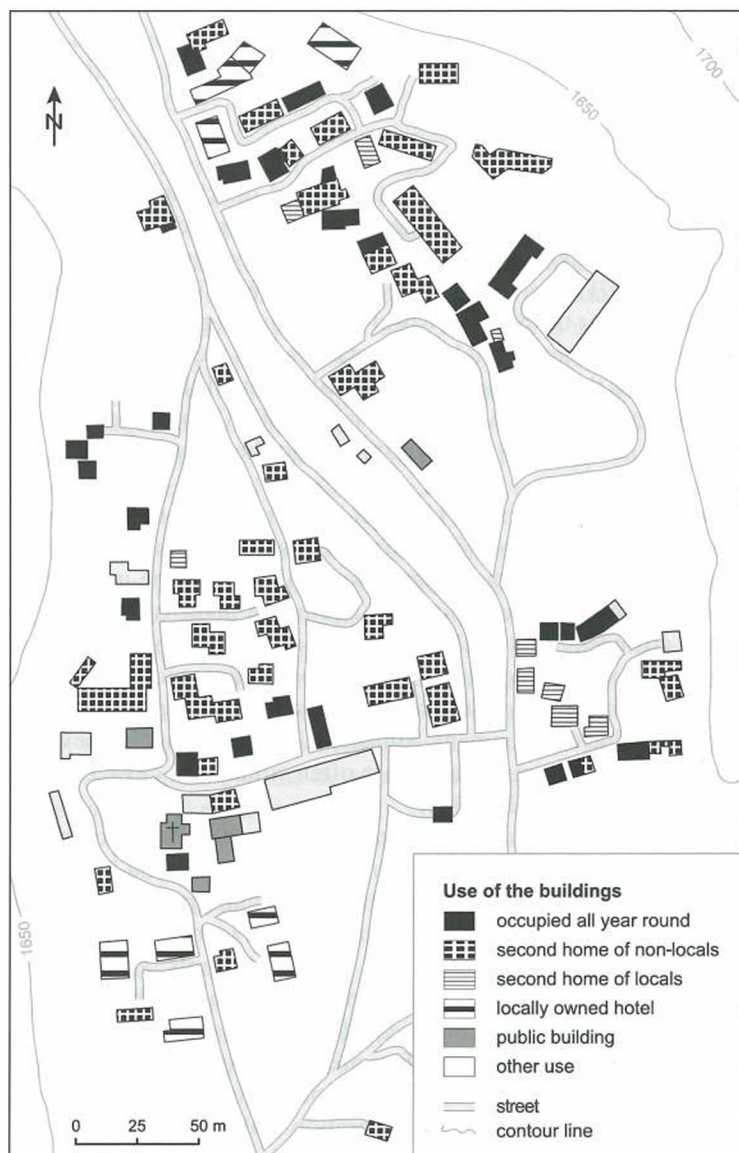 N
1700
1650
1650
Use of the buildings
occupied all year round
second home of non-locals
second home of locals
locally owned hotel
public building
other use
street
contour line
0 25 50 m